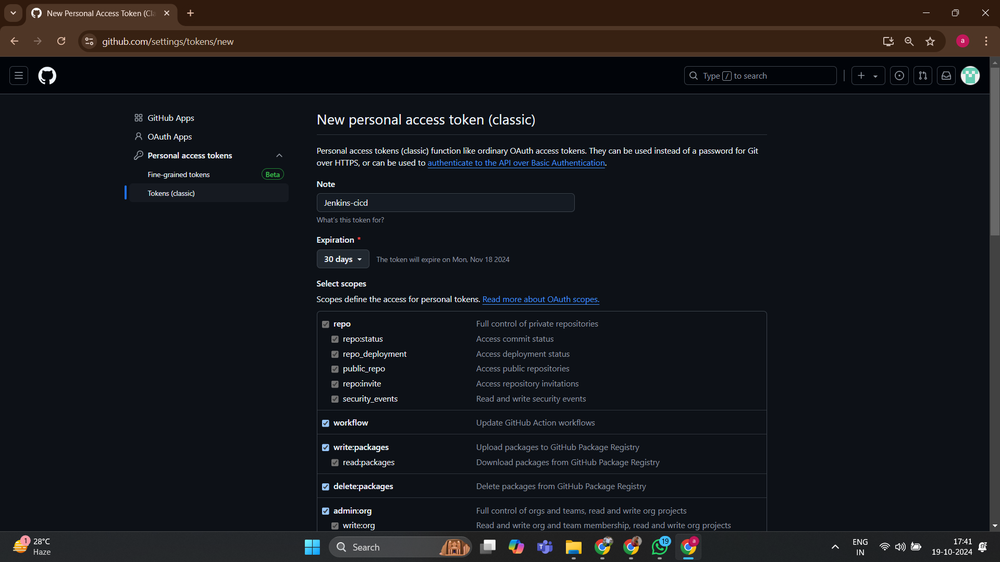 New Personal Access Token (Cla
github.com/settings/tokens/new
a
Type / to search
GitHub Apps
OAuth Apps
Personal access tokens
Fine-grained tokens
Beta
Tokens (classic)
New personal access token (classic)
Personal access tokens (classic) function like ordinary OAuth access tokens. They can be used instead of a password for Git
over HTTPS, or can be used to authenticate to the API over Basic Authentication.
Note
Jenkins-cicd
What's this token for?
Expiration *
30 days
The token will expire on Mon, Nov 18 2024
Select scopes
Scopes define the access for personal tokens. Read more about OAuth scopes.
repo Full control of private repositories
repo:status Access commit status
repo_deployment Access deployment status
public_repo Access public repositories
repo:invite Access repository invitations
security_events Read and write security events
workflow Update GitHub Action workflows
write:packages Upload packages to GitHub Package Registry
read:packages Download packages from GitHub Package Registry
delete:packages Delete packages from GitHub Package Registry
admin:org Full control of orgs and teams, read and write org projects
write:org Read and write org and team membership, read and write org projects
1
28°C
Haze
Search
19
a
ENG
IN
17:41
19-10-2024